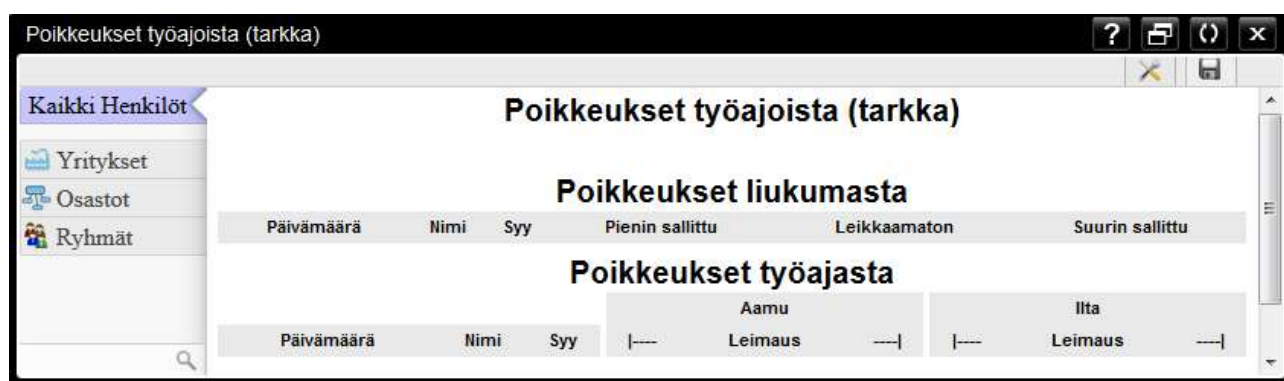 Poikkeukset työajoista (tarkka)
Kaikki Henkilöt
Yritykset
Osastot
Ryhmät
Poikkeukset työajoista (tarkka)
Poikkeukset liukumasta
Päivämäärä Nimi Syy Pienin sallittu Leikkaamaton Suurin sallittu
Poikkeukset työajasta
Aamu Ilta
Päivämäärä Nimi Syy |---- Leimaus ----| |---- Leimaus ----|